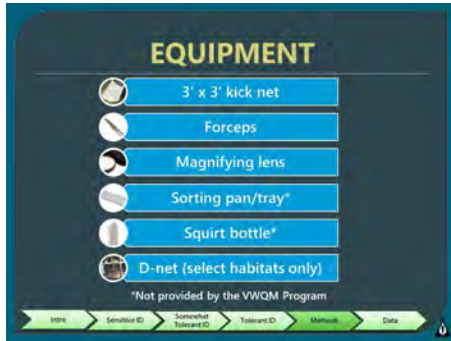 EQUIPMENT
3' x 3' kick net
Forceps
Magnifying lens
Sorting pan/tray*
Squirt bottle*
D-net (select habitats only)
*Not provided by the VWQM Program
Intro
Sensitive ID
Somewhat
Tolerant ID
Tolerant ID
Methods
Data